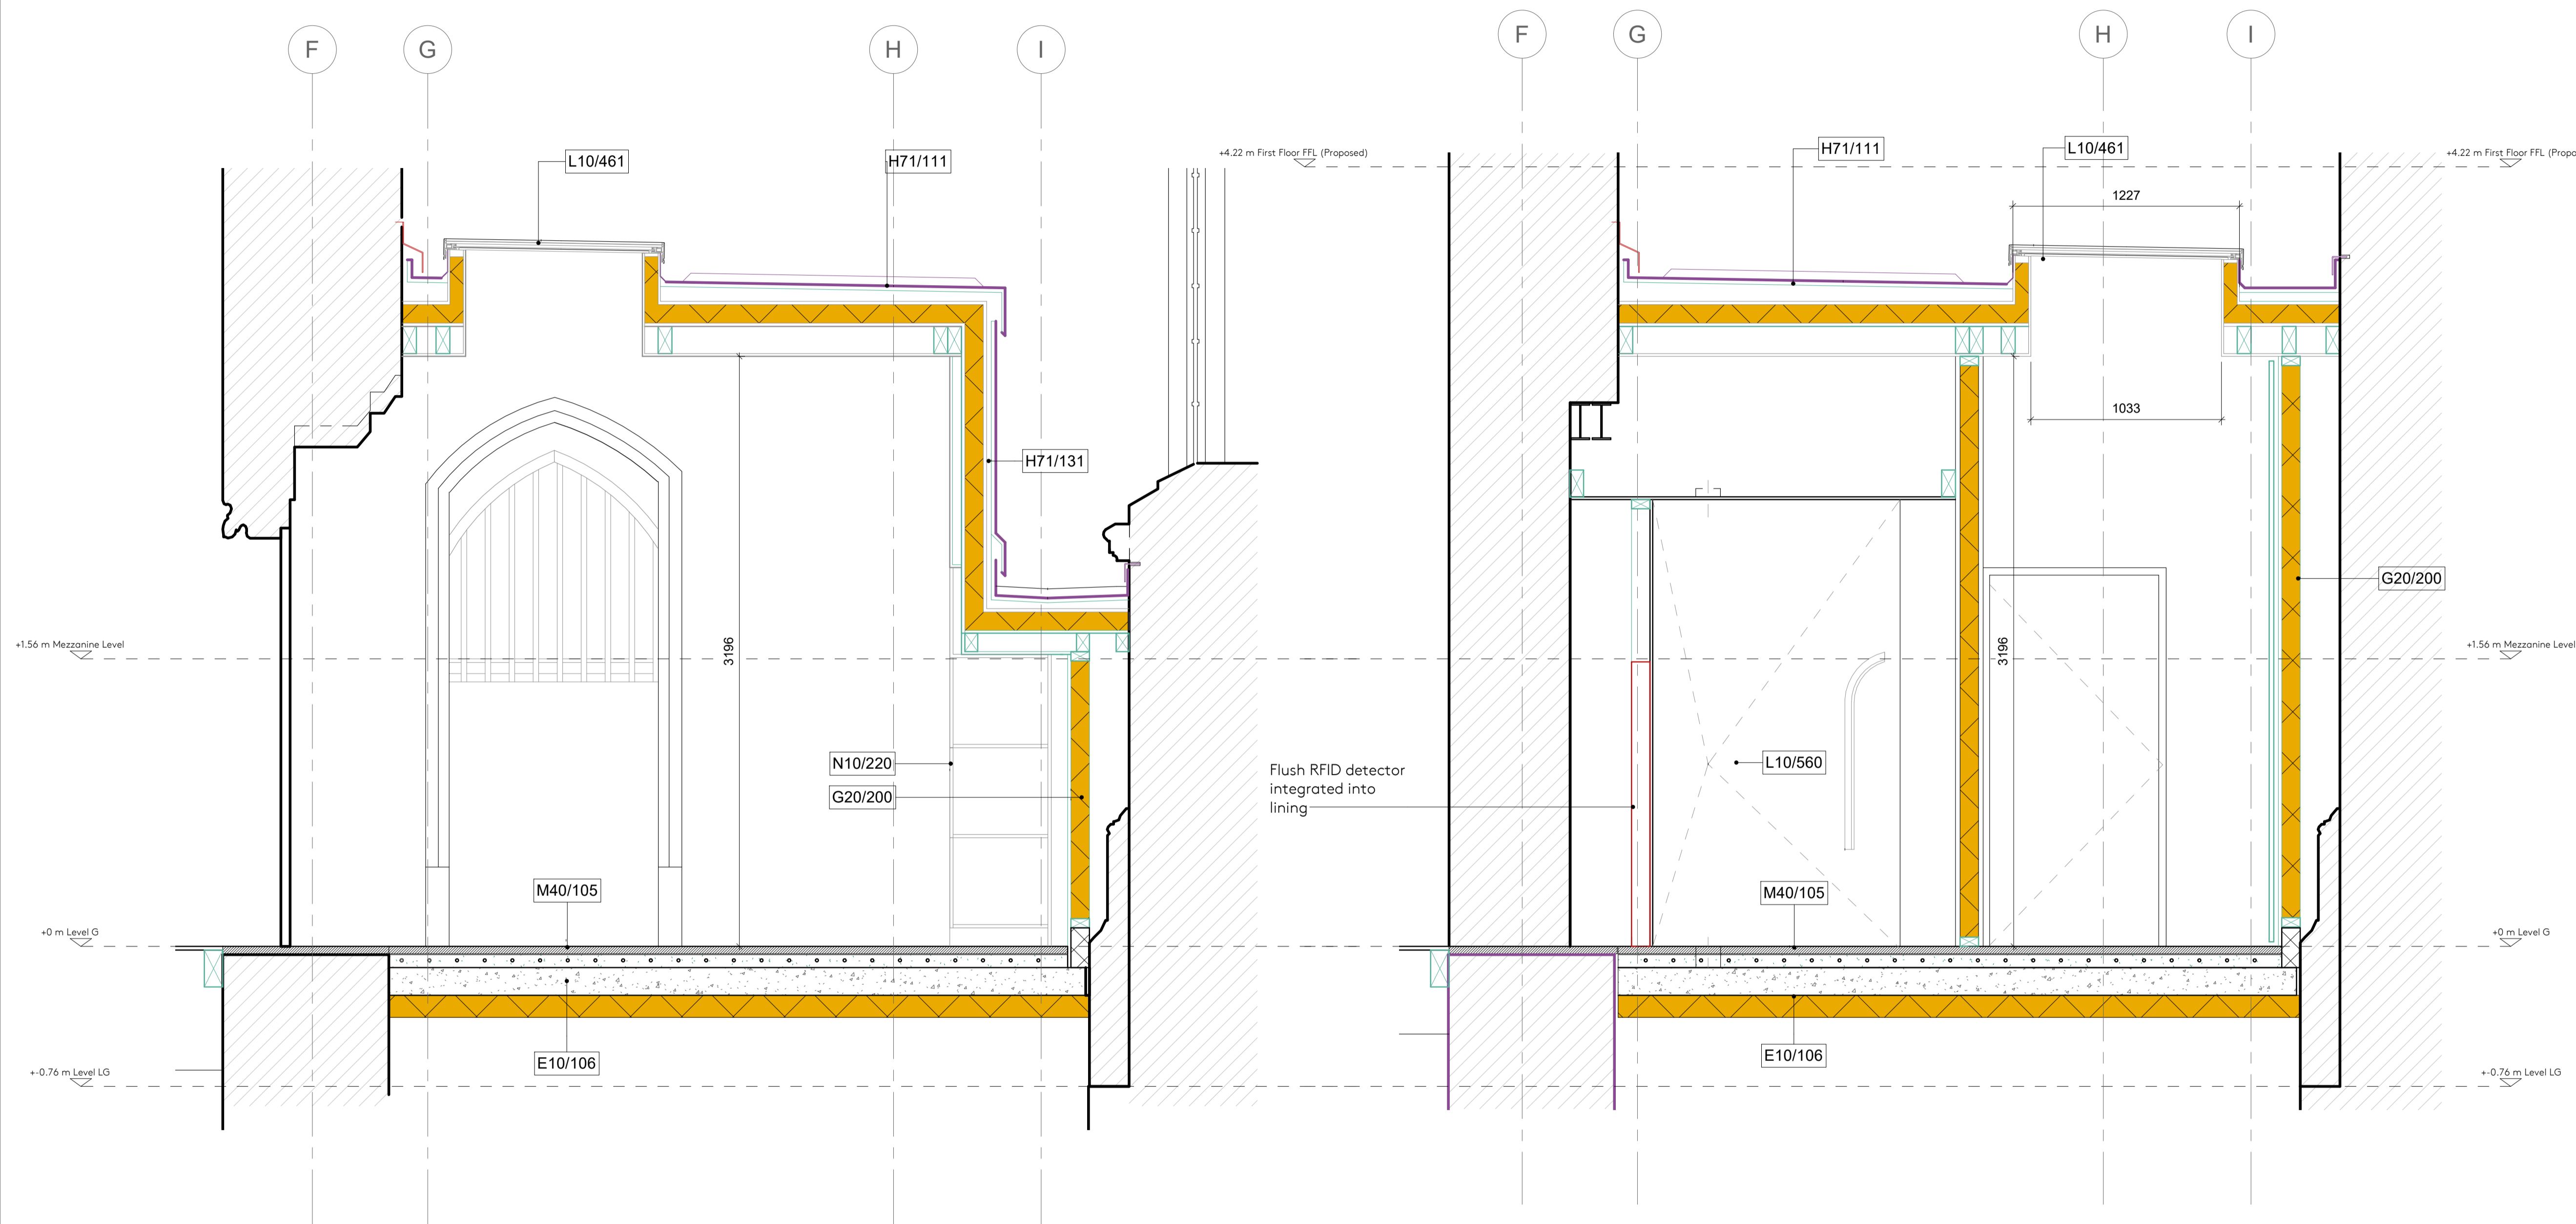 F
G
H
I
F
G
H
I
L10/461
H71/111
+4.22 m First Floor FFL (Proposed)
H71/111
L10/461
+4.22 m First Floor FFL (Propo
1227
1033
H71/131
G20/200
+1.56 m Mezzanine Level
3196
3196
+1.56 m Mezzanine Level
N10/220
G20/200
Flush RFID detector
integrated into
lining
L10/560
M40/105
M40/105
+0 m Level G
+0 m Level G
E10/106
E10/106
+-0.76 m Level LG
+-0.76 m Level LG